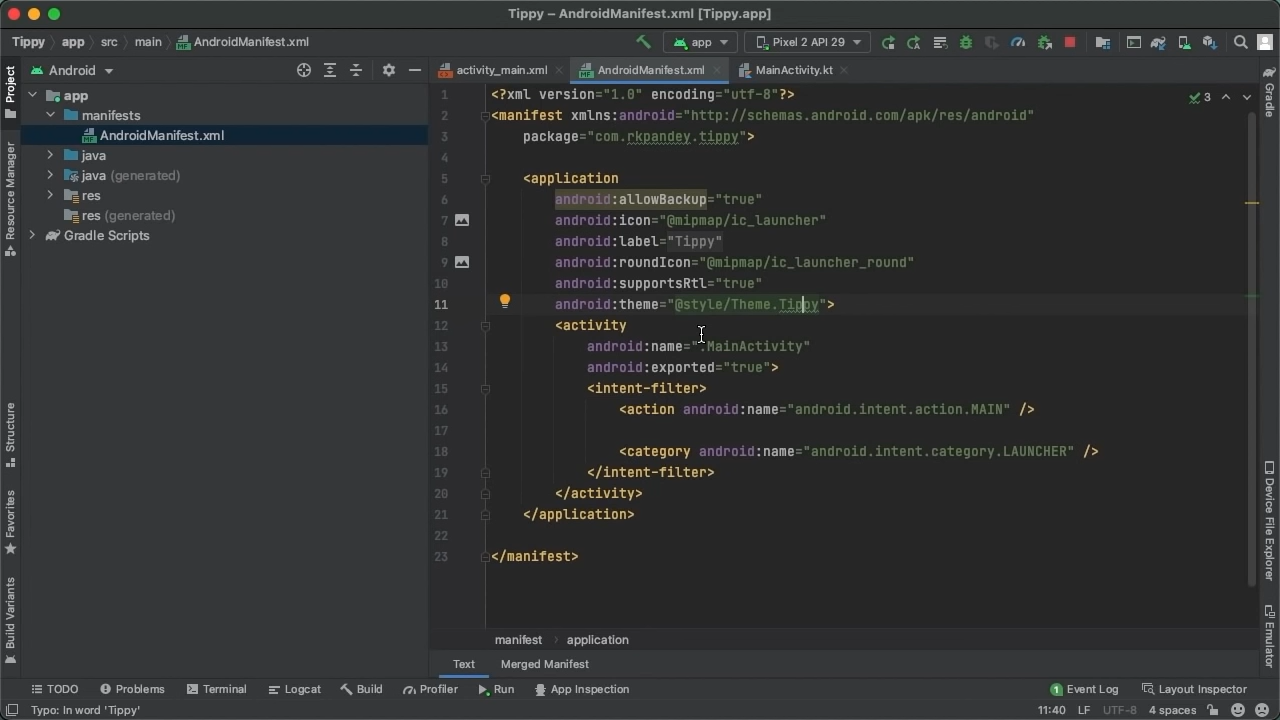 Tippy – AndroidManifest.xml [Tippy.app]
Tippy app src main AndroidManifest.xml app Pixel 2 API 29
Android
activity_main.xml AndroidManifest.xml MainActivity.kt
app
manifests
AndroidManifest.xml
java
java (generated)
res
res (generated)
Gradle Scripts
Project
Resource Manager
Structure
Favorites
Build Variants
1 <?xml version="1.0" encoding="utf-8"?>
2 <manifest xmlns:android="http://schemas.android.com/apk/res/android"
3 package="com.rkpandey.tippy">
4
5 <application
6 android:allowBackup="true"
7 android:icon="@mipmap/ic_launcher"
8 android:label="Tippy"
9 android:roundIcon="@mipmap/ic_launcher_round"
10 android:supportsRtl="true"
11 android:theme="@style/Theme.Tippy">
12 <activity
13 android:name=".MainActivity"
14 android:exported="true">
15 <intent-filter>
16 <action android:name="android.intent.action.MAIN" />
17
18 <category android:name="android.intent.category.LAUNCHER" />
19 </intent-filter>
20 </activity>
21 </application>
22
23 </manifest>
3
Gradle
Device File Explorer
Emulator
manifest application
Text Merged Manifest
TODO Problems Terminal Logcat Build Profiler Run App Inspection 1 Event Log Layout Inspector
Typo: In word 'Tippy' 11:40 LF UTF-8 4 spaces